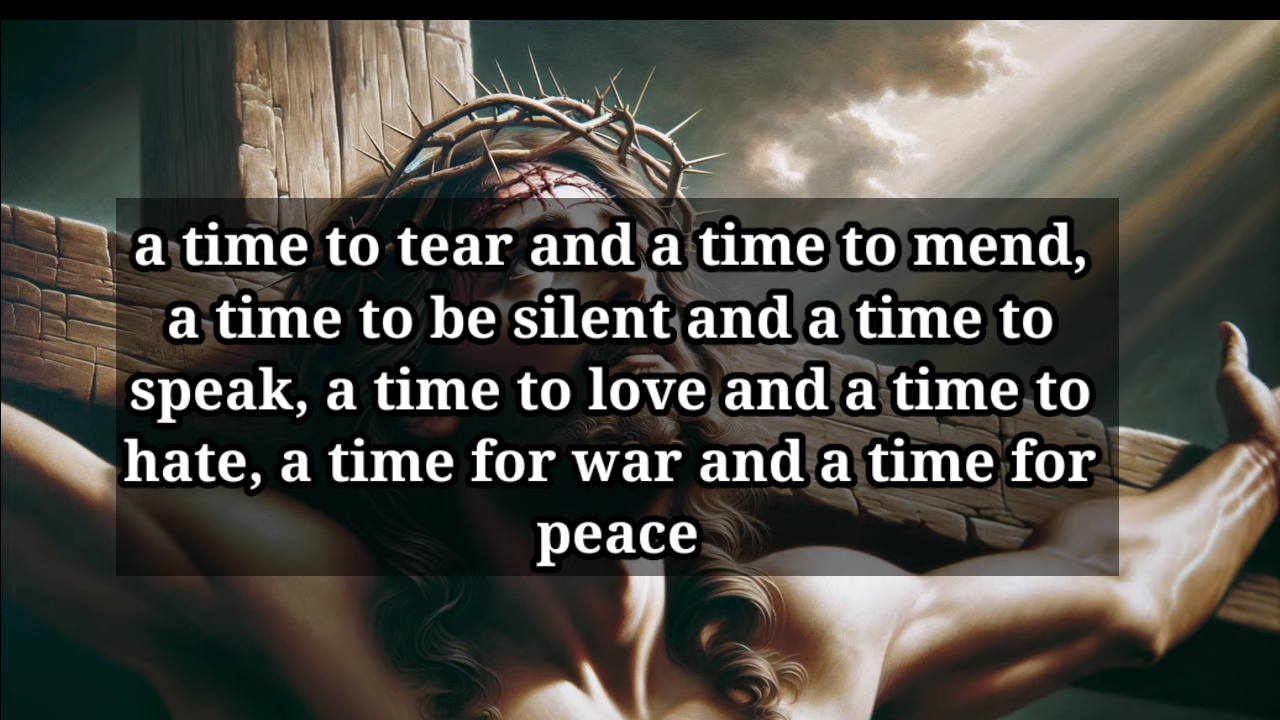 a time to tear and a time to mend,
a time to be silent and a time to
speak, a time to love and a time to
hate, a time for war and a time for
peace